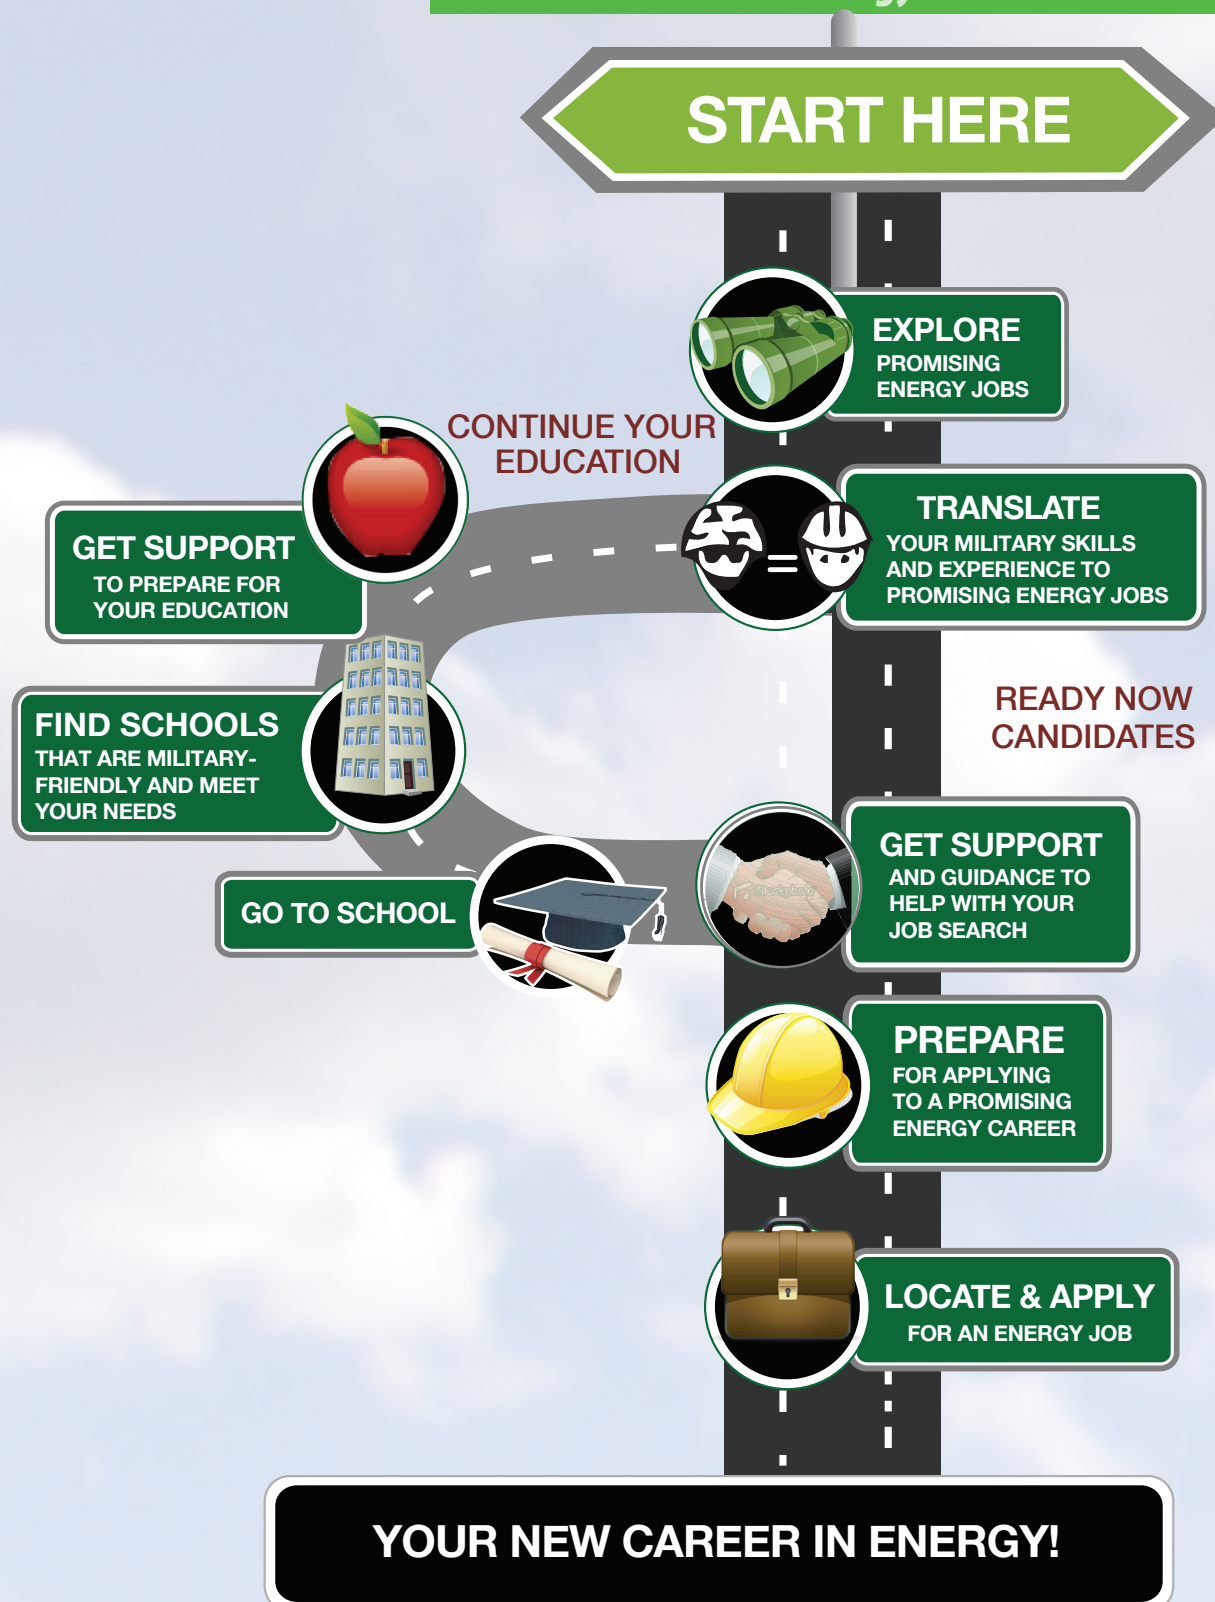 START HERE
EXPLORE
PROMISING
ENERGY JOBS
CONTINUE YOUR
EDUCATION
TRANSLATE
YOUR MILITARY SKILLS
AND EXPERIENCE TO
PROMISING ENERGY JOBS
GET SUPPORT
TO PREPARE FOR
YOUR EDUCATION
FIND SCHOOLS
THAT ARE MILITARY-
FRIENDLY AND MEET
YOUR NEEDS
GO TO SCHOOL
READY NOW
CANDIDATES
GET SUPPORT
AND GUIDANCE TO
HELP WITH YOUR
JOB SEARCH
PREPARE
FOR APPLYING
TO A PROMISING
ENERGY CAREER
LOCATE & APPLY
FOR AN ENERGY JOB
YOUR NEW CAREER IN ENERGY!